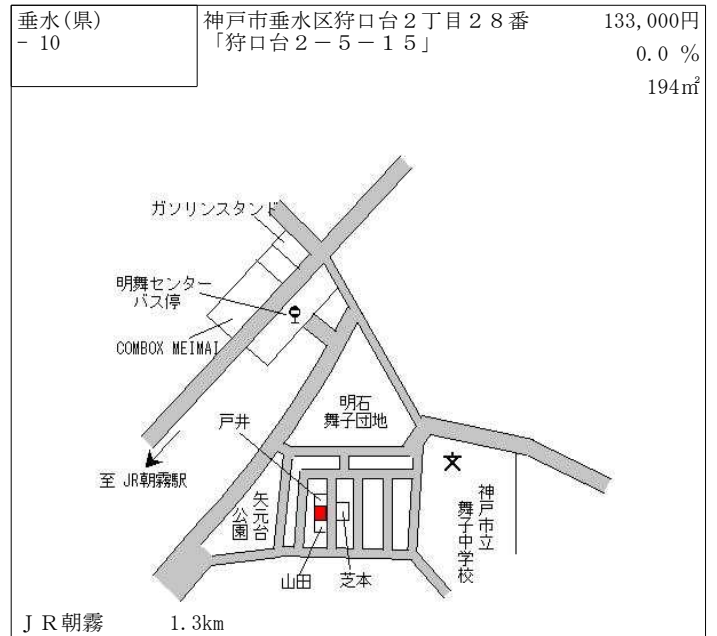 垂水(県)
- 10
神戸市垂水区狩口台２丁目２８番
「狩口台２－５－１５」
133,000円
0.0 %
194㎡
ガソリンスタンド
明舞センター
バス停
COMBOX MEIMAI
明石
舞子団地
戸井
至 JR朝霧駅
矢元台
公園
神戸市立
舞子中学校
山田
芝本
ＪＲ朝霧
1.3km